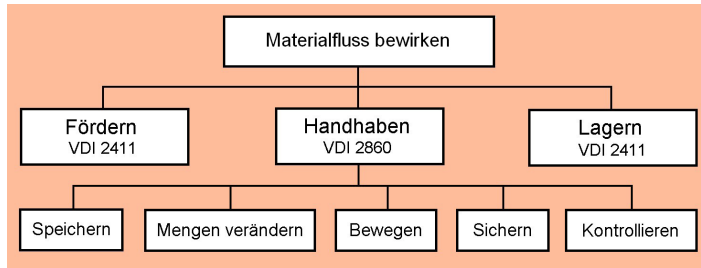 Materialfluss bewirken
Fördern
VDI 2411
Handhaben
VDI 2860
Lagern
VDI 2411
Speichern
Mengen verändern
Bewegen
Sichern
Kontrollieren